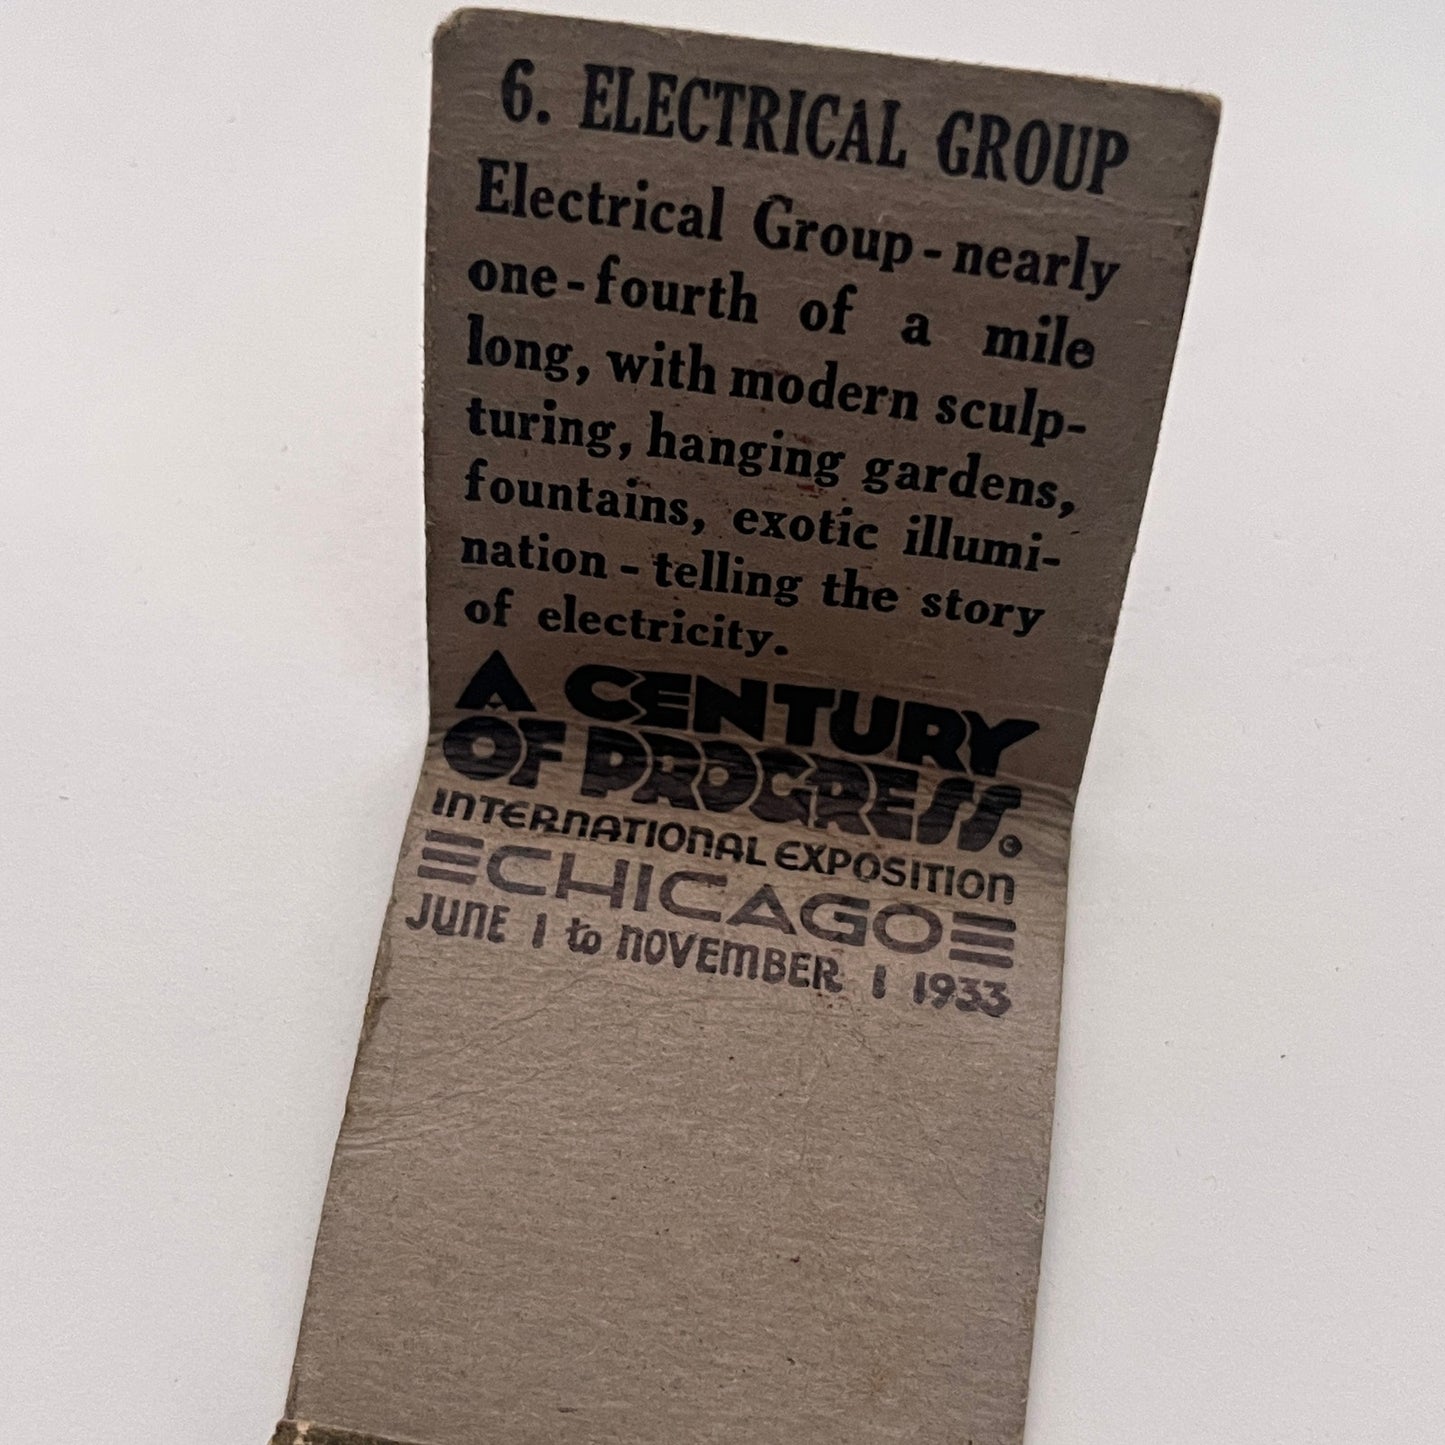 6. ELECTRICAL GROUP
Electrical Group - nearly
one-fourth of a mile
long, with modern sculp-
turing, hanging gardens,
fountains, exotic illumi-
nation - telling the story
of electricity.
A CENTURY
OF PROGRESS. ©
INTERNATIONAL EXPOSITION
CHICAGO
JUNE 1 to NOVEMBER 1 1933